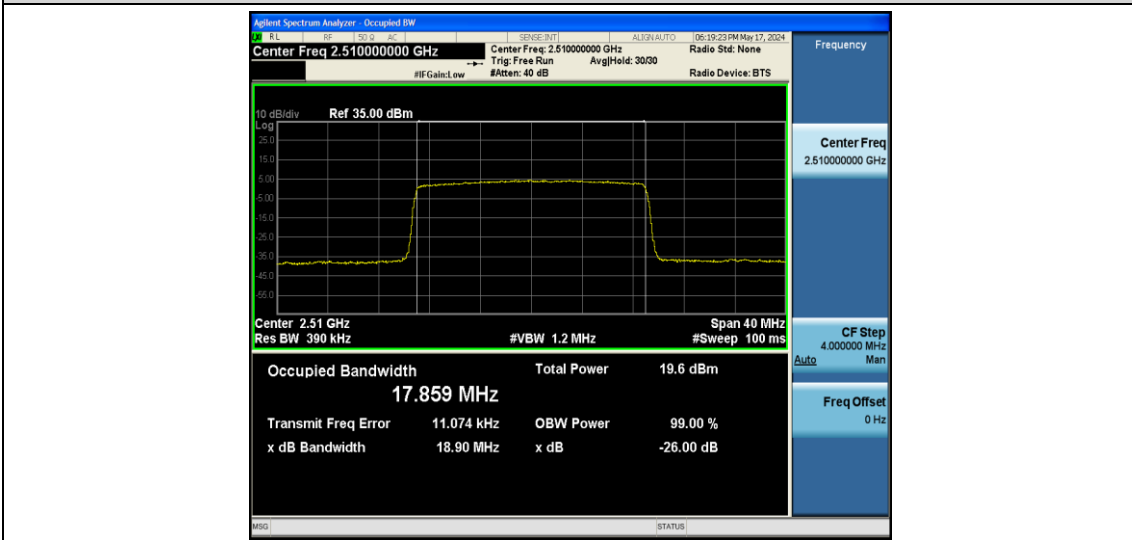 Agilent Spectrum Analyzer - Occupied BW
LXI RL RF 50 Ω AC SENSE:INT ALIGNAUTO 06:19:23 PM May 17, 2024
Center Freq 2.510000000 GHz
Center Freq: 2.510000000 GHz
Radio Std: None
Trig: Free Run Avg|Hold: 30/30
#IFGain:Low
#Atten: 40 dB
Radio Device: BTS
10 dB/div Ref 35.00 dBm
Log
25.0
15.0
5.00
-5.00
-15.0
-25.0
-35.0
-45.0
-55.0
Center 2.51 GHz Span 40 MHz
Res BW 390 kHz #VBW 1.2 MHz #Sweep 100 ms
Occupied Bandwidth Total Power 19.6 dBm
17.859 MHz
Transmit Freq Error 11.074 kHz OBW Power 99.00 %
x dB Bandwidth 18.90 MHz x dB -26.00 dB
MSG STATUS
Frequency
Center Freq
2.510000000 GHz
CF Step
4.000000 MHz
Auto Man
Freq Offset
0 Hz